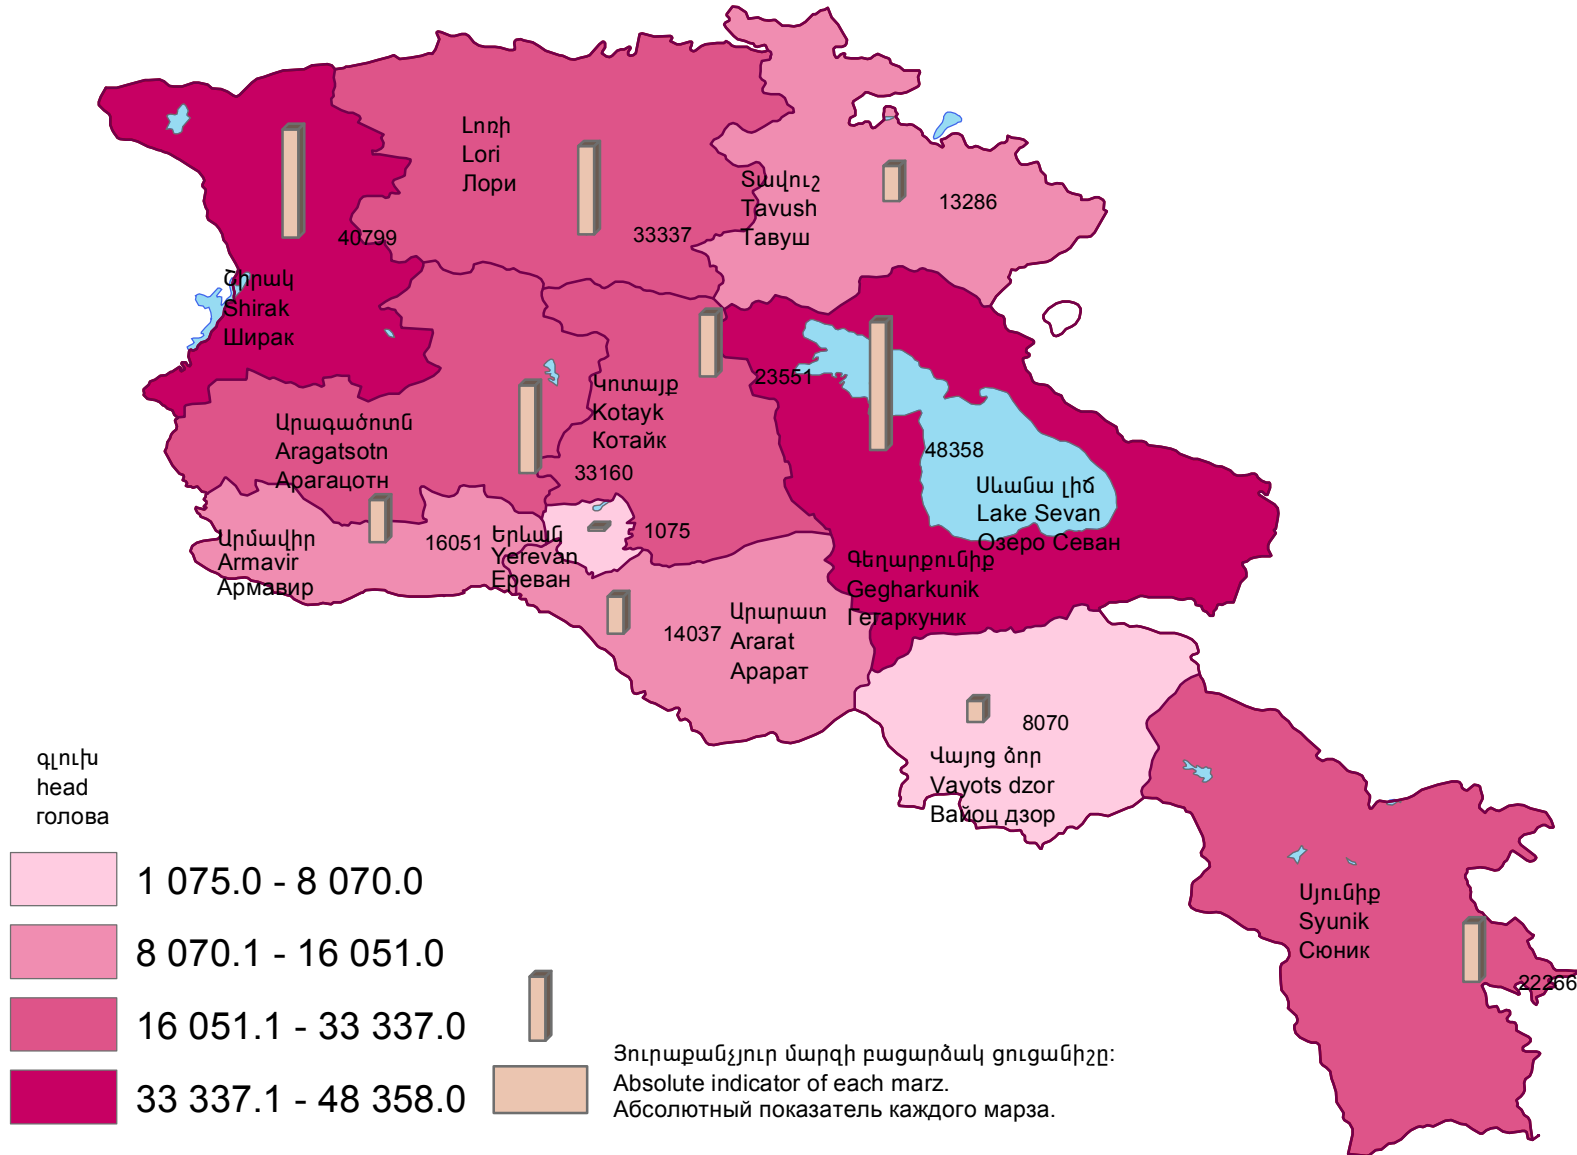 Լոռի
Lori
Лори
33337
Տավուշ
Tavush
Тавуш
13286
40799
Շիրակ
Shirak
Ширак
23551
Կոտայք
Kotayk
Котайк
Արագածոտն
Aragatsotn
Арагацотн
33160
48358
Սևանա լիճ
Lake Sevan
Озеро Севан
Արմավիր
Armavir
Армавир
16051
Երևան
Yerevan
Ереван
1075
Գեղարքունիք
Gegharkunik
Гегаркуник
14037
Արարատ
Ararat
Арарат
8070
Վայոց ձոր
Vayots dzor
Вайоц дзор
Սյունիք
Syunik
Сюник
22266
գլուխ
head
голова
1 075.0 - 8 070.0
8 070.1 - 16 051.0
16 051.1 - 33 337.0
33 337.1 - 48 358.0
Յուրաքանչյուր մարզի բացարձակ ցուցանիշը:
Absolute indicator of each marz.
Абсолютный показатель каждого марза.